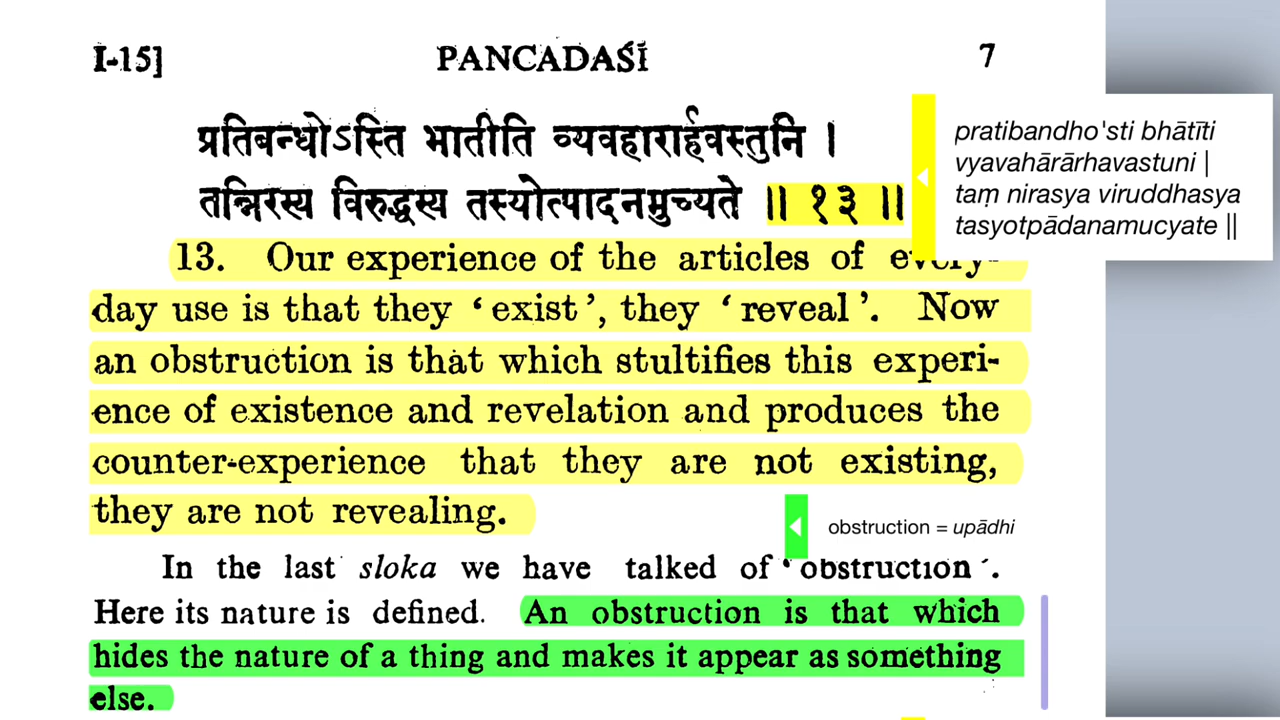 I-15] PANCADAŚĪ 7
प्रतिबन्धोऽस्ति भातीति व्यवहारार्हवस्तुनि ।
तन्निरस्य विरुद्धस्य तस्योत्पादनमुच्यते ॥ १३ ॥
pratibandho'sti bhātīti
vyavahārārhavastuni |
taṃ nirasya viruddhasya
tasyotpādanamucyate ||
13. Our experience of the articles of every-
day use is that they ‘ exist ’, they ‘ reveal ’. Now
an obstruction is that which stultifies this experi-
ence of existence and revelation and produces the
counter-experience that they are not existing,
they are not revealing.
obstruction = upādhi
In the last sloka we have talked of ‘ obstruction ’.
Here its nature is defined. An obstruction is that which
hides the nature of a thing and makes it appear as something
else.